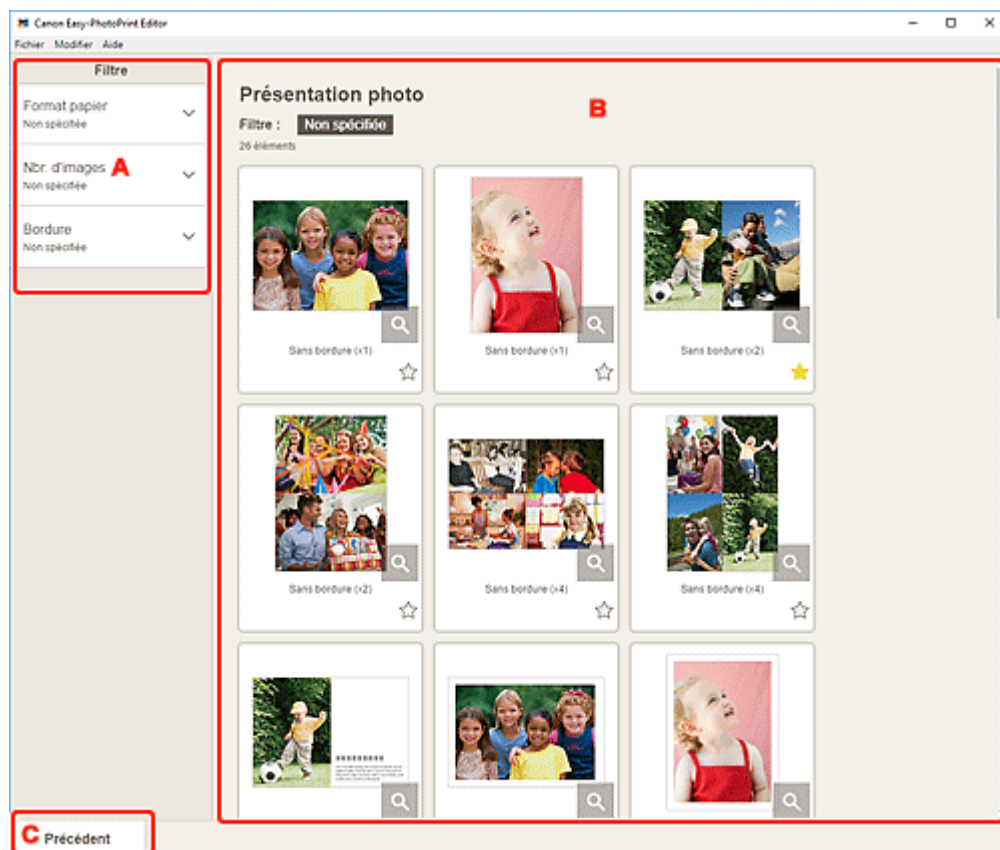 Canon Easy-PhotoPrint Editor
Fichier Modifier Aide
Filtre
Format papier
Non spécifiée
Nbr. d'images A
Non spécifiée
Bordure
Non spécifiée
Présentation photo
B
Filtre : Non spécifiée
26 éléments
Sans bordure (x1)
Sans bordure (x1)
Sans bordure (x2)
Sans bordure (x2)
Sans bordure (x4)
Sans bordure (x4)
C Précédent